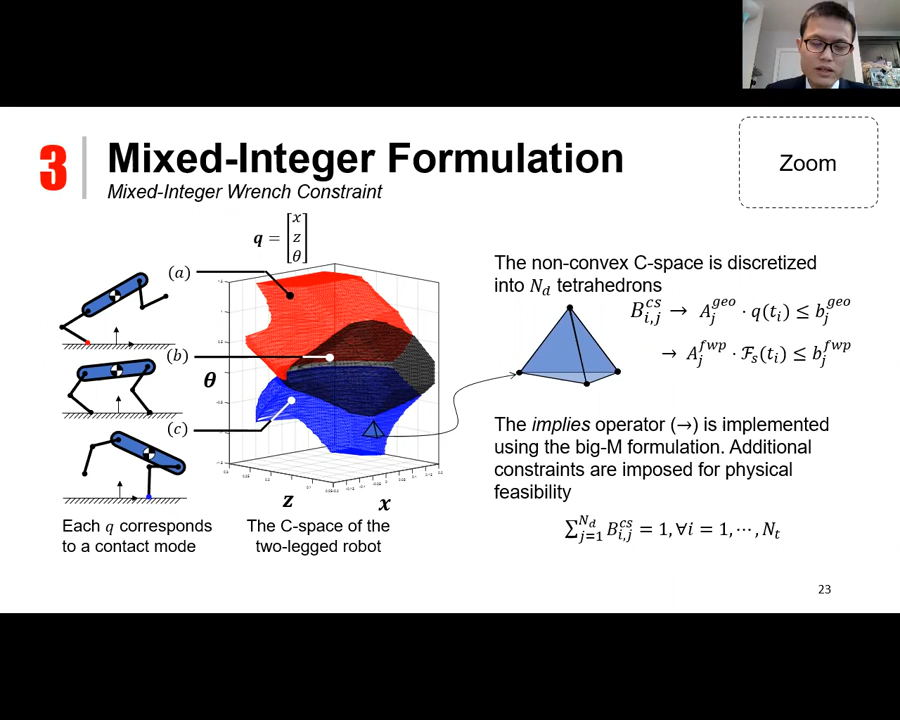 Zoom
3
Mixed-Integer Formulation
Mixed-Integer Wrench Constraint
q = [x z θ]
(a)
(b)
(c)
θ
z
x
Each q corresponds
to a contact mode
The C-space of the
two-legged robot
The non-convex C-space is discretized
into N_d tetrahedrons
B_{i,j}^{cs} → A_j^{geo} · q(t_i) ≤ b_j^{geo}
→ A_j^{fwp} · ℱ_s(t_i) ≤ b_j^{fwp}
The implies operator (→) is implemented
using the big-M formulation. Additional
constraints are imposed for physical
feasibility
∑_{j=1}^{N_d} B_{i,j}^{cs} = 1, ∀i = 1, ⋯, N_t
23